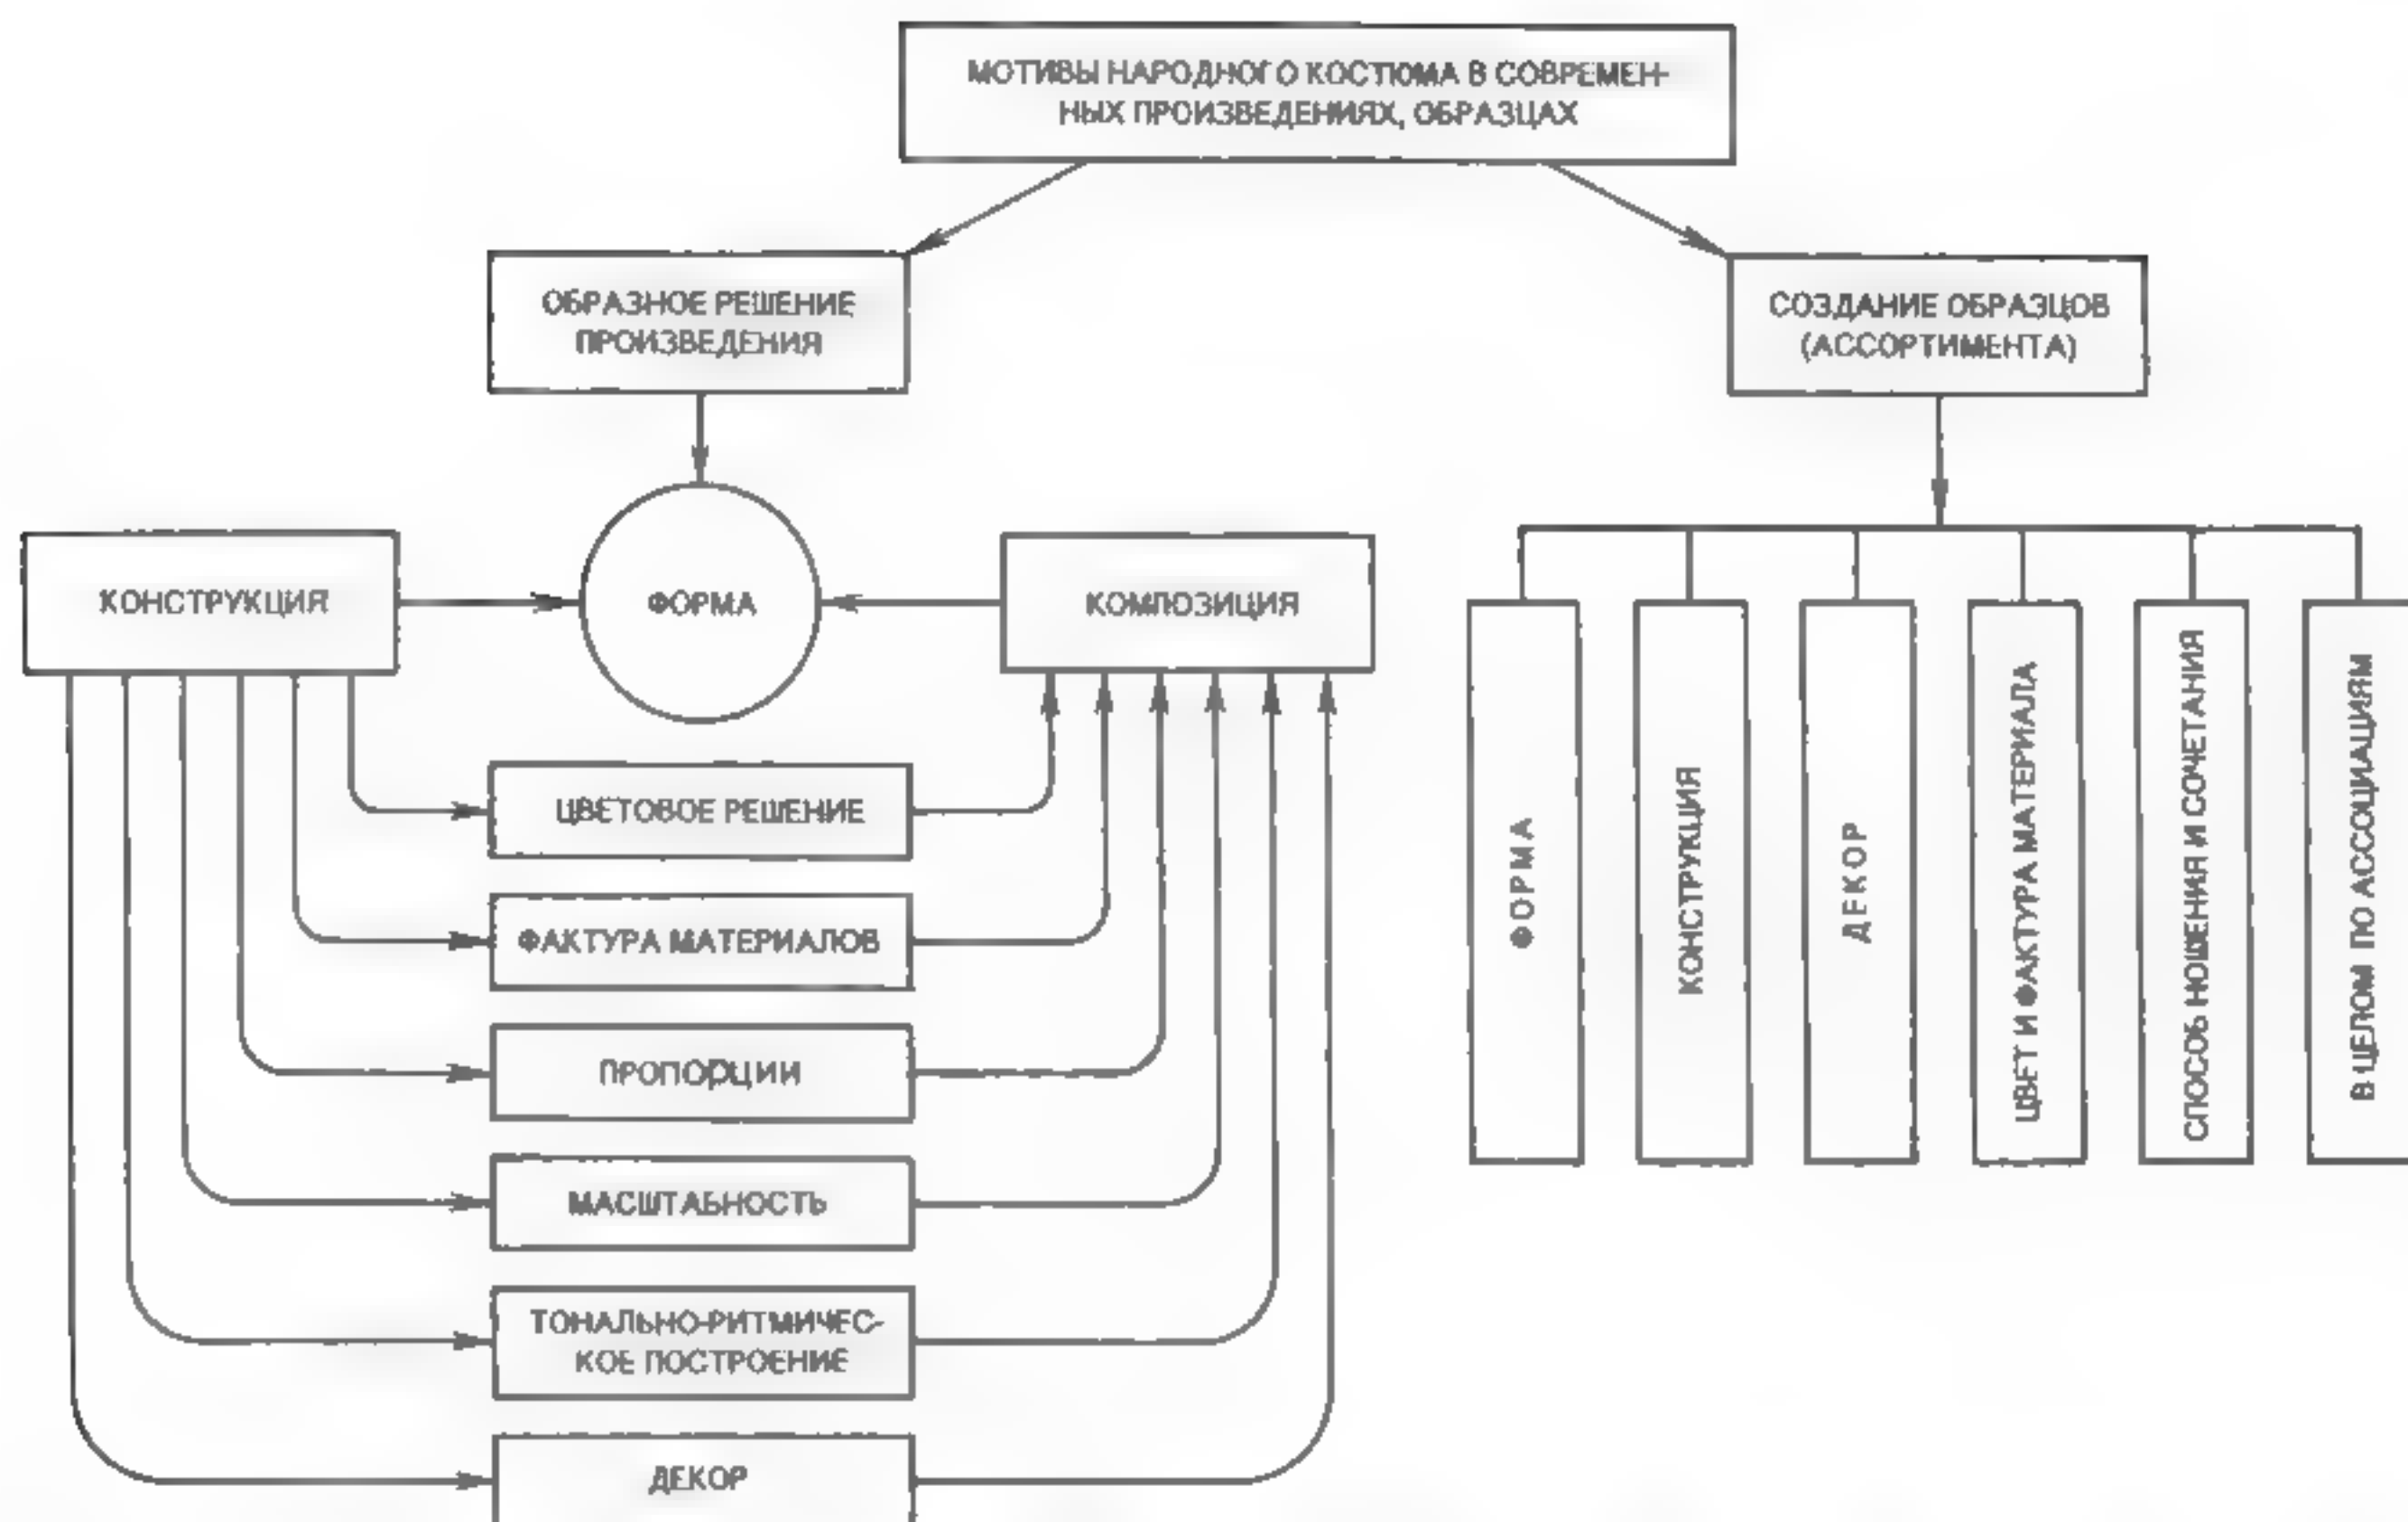 МОТИВЫ НАРОДНОГО КОСТЮМА В СОВРЕМЕН-
НЫХ ПРОИЗВЕДЕНИЯХ, ОБРАЗЦАХ
ОБРАЗНОЕ РЕШЕНИЕ
ПРОИЗВЕДЕНИЯ
СОЗДАНИЕ ОБРАЗЦОВ
(АССОРТИМЕНТА)
КОНСТРУКЦИЯ
ФОРМА
КОМПОЗИЦИЯ
ЦВЕТОВОЕ РЕШЕНИЕ
ФАКТУРА МАТЕРИАЛОВ
ПРОПОРЦИИ
МАСШТАБНОСТЬ
ТОНАЛЬНО-РИТМИЧЕС-
КОЕ ПОСТРОЕНИЕ
ДЕКОР
ФОРМА
КОНСТРУКЦИЯ
ДЕКОР
ЦВЕТ И ФАКТУРА МАТЕРИАЛА
СПОСОБ НОШЕНИЯ И СОЧЕТАНИЯ
В ЦЕЛОМ ПО АССОЦИАЦИЯМ